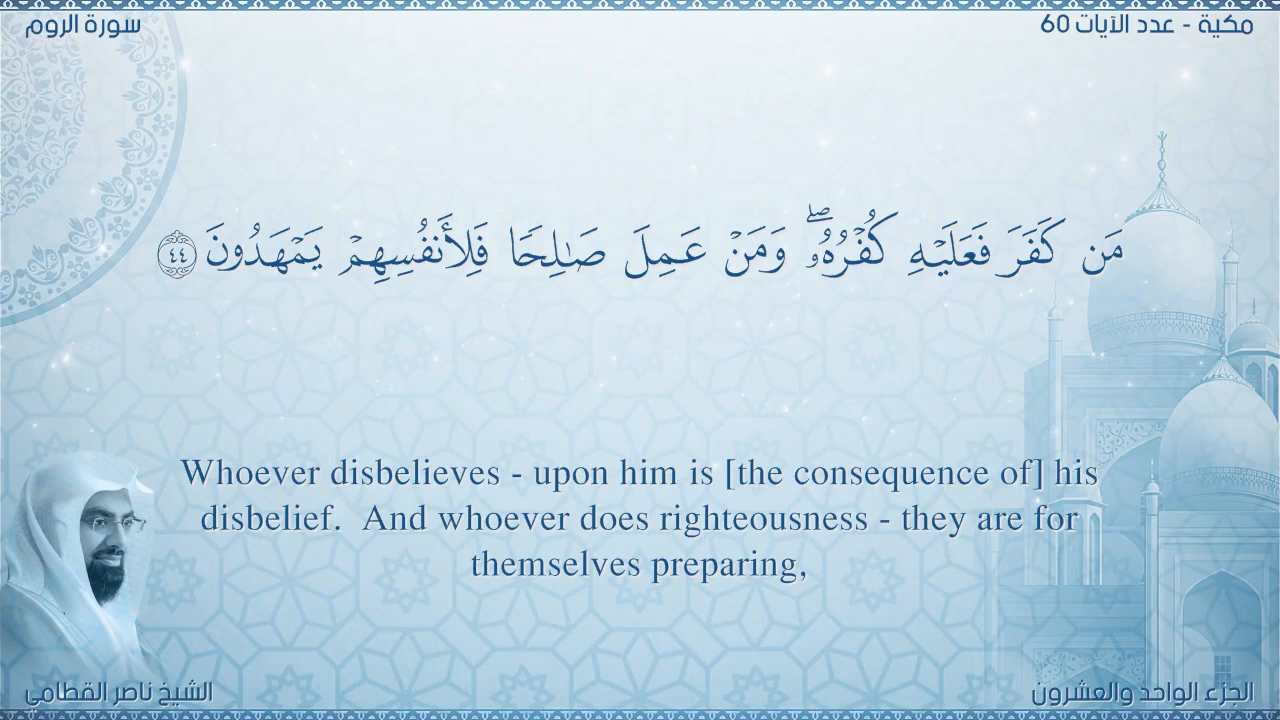 سورة الروم
مكية - عدد الآيات 60
مَن كَفَرَ فَعَلَيْهِ كُفْرُهُۥ ۖ وَمَنْ عَمِلَ صَـٰلِحًا فَلِأَنفُسِهِمْ يَمْهَدُونَ ٤٤
Whoever disbelieves - upon him is [the consequence of] his
disbelief. And whoever does righteousness - they are for
themselves preparing,
الشيخ ناصر القطامي
الجزء الواحد والعشرون